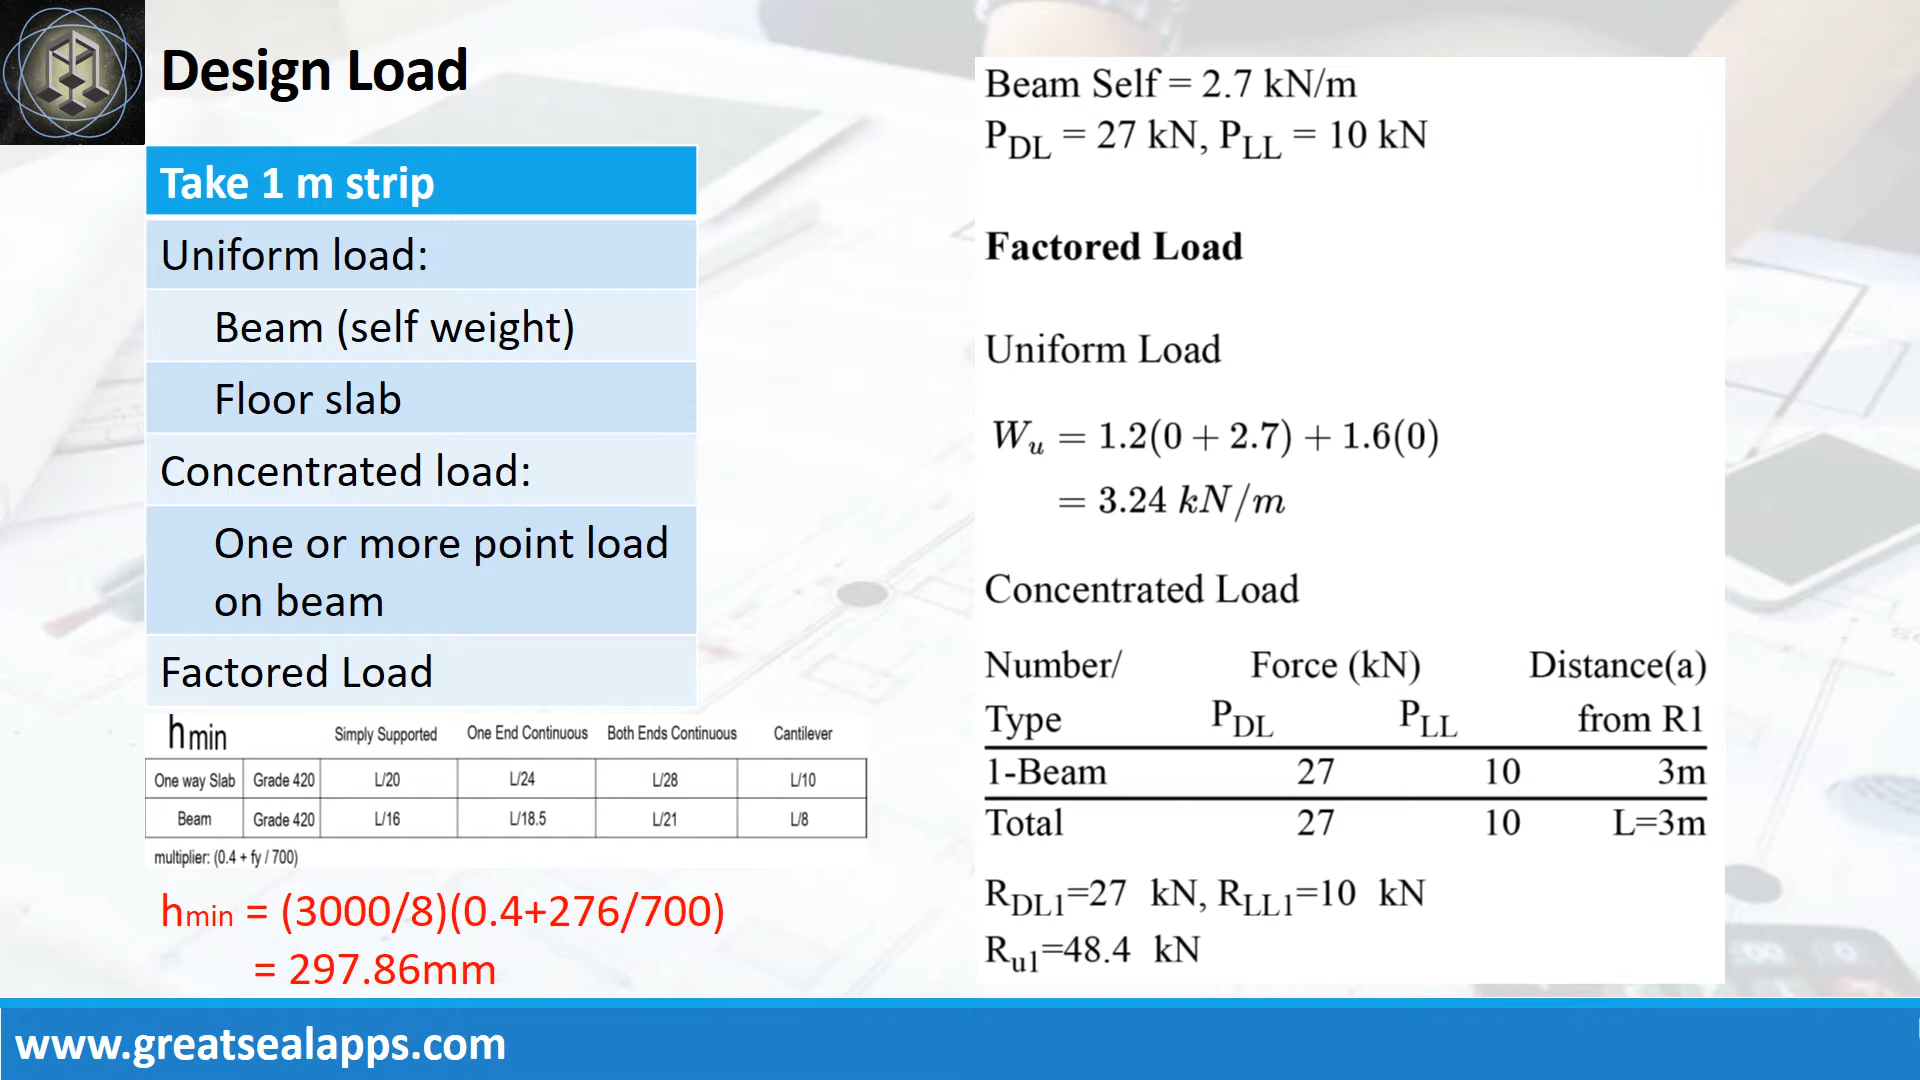 Design Load
Take 1 m strip
Uniform load:
Beam (self weight)
Floor slab
Concentrated load:
One or more point load
on beam
Factored Load
hmin Simply Supported One End Continuous Both Ends Continuous Cantilever
One way Slab Grade 420 L/20 L/24 L/28 L/10
Beam Grade 420 L/16 L/18.5 L/21 L/8
multiplier: (0.4 + fy / 700)
hmin = (3000/8)(0.4+276/700)
= 297.86mm
Beam Self = 2.7 kN/m
PDL = 27 kN, PLL = 10 kN
Factored Load
Uniform Load
Wu = 1.2(0 + 2.7) + 1.6(0)
= 3.24 kN/m
Concentrated Load
Number/ Force (kN) Distance(a)
Type PDL PLL from R1
1-Beam 27 10 3m
Total 27 10 L=3m
RDL1=27 kN, RLL1=10 kN
Ru1=48.4 kN
www.greatsealapps.com